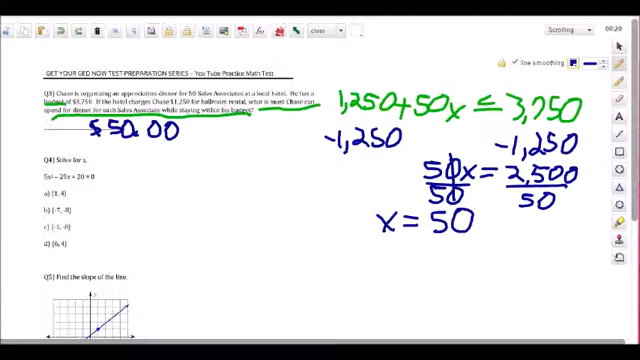 class
Scrolling
00:20
line smoothing
GET YOUR GED NOW TEST PREPARATION SERIES – You Tube Practice Math Test
Q3) Chase is organizing an appreciation dinner for 50 Sales Associates at a local hotel. He has a
budget of $3,750. If the hotel charges Chase $1,250 for ballroom rental, what is most Chase can
spend for dinner for each Sales Associate while staying within his budget?
$50.00
1,250+50x ≤ 3,750
-1,250 -1,250
50x = 2,500
50 50
x = 50
Q4) Solve for x.
5x² – 25x + 20 = 0
a) {1, 4}
b) {-7, -8}
c) {-1, -8}
d) {6, 4}
Q5) Find the slope of the line.
y